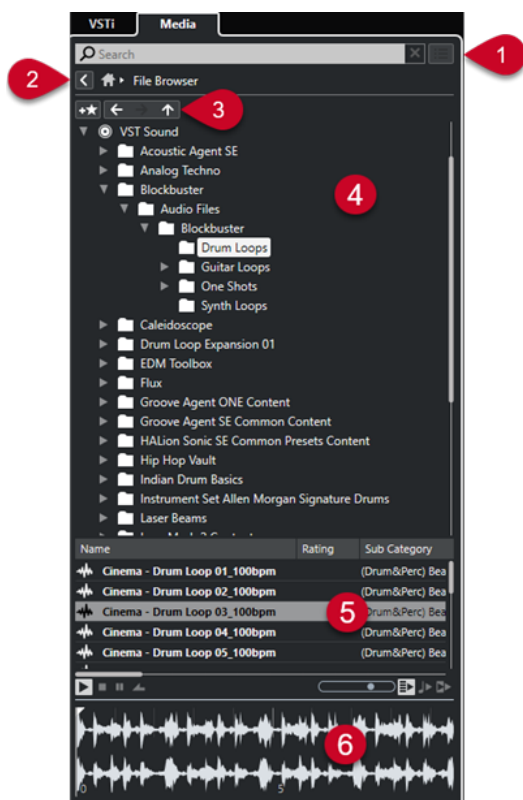 VSTi Media
Search
1
2
File Browser
3
VST Sound
Acoustic Agent SE
Analog Techno
Blockbuster
4
Audio Files
Blockbuster
Drum Loops
Guitar Loops
One Shots
Synth Loops
Caleidoscope
Drum Loop Expansion 01
EDM Toolbox
Flux
Groove Agent ONE Content
Groove Agent SE Common Content
HALion Sonic SE Common Presets Content
Hip Hop Vault
Indian Drum Basics
Instrument Set Allen Morgan Signature Drums
Laser Beams
Name Rating Sub Category
Cinema - Drum Loop 01_100bpm (Drum&Perc) Bea
Cinema - Drum Loop 02_100bpm (Drum&Perc) Bea
Cinema - Drum Loop 03_100bpm 5 Drum&Perc) Bea
Cinema - Drum Loop 04_100bpm (Drum&Perc) Bea
Cinema - Drum Loop 05_100bpm (Drum&Perc) Bea
6
0 5